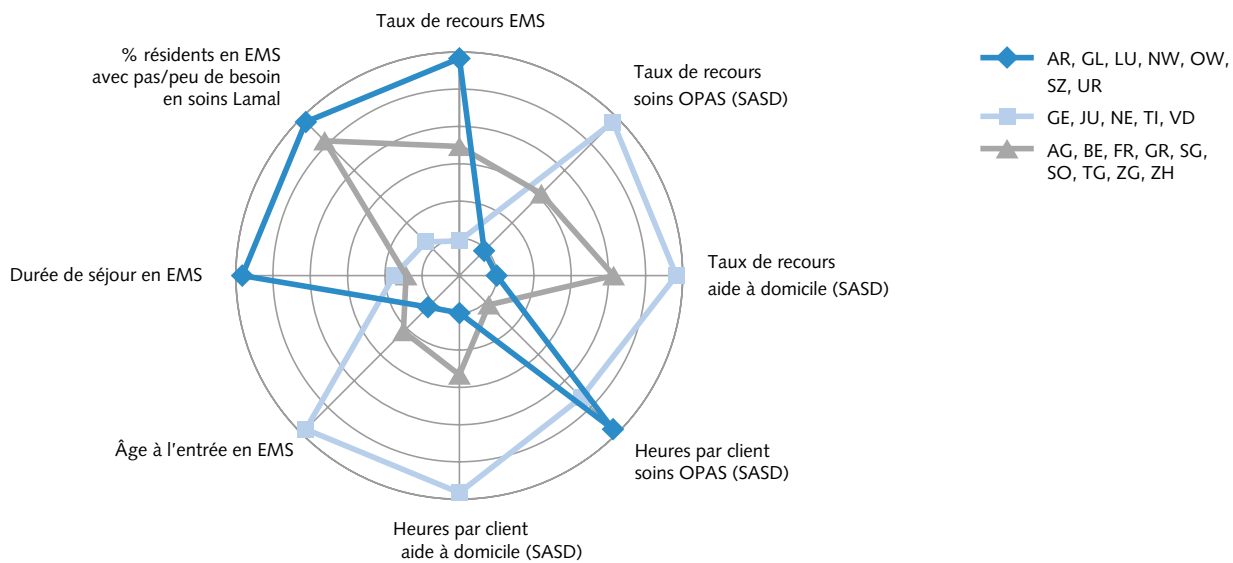 Taux de recours EMS
% résidents en EMS
avec pas/peu de besoin
en soins Lamal
Taux de recours
soins OPAS (SASD)
Durée de séjour en EMS
Taux de recours
aide à domicile (SASD)
Âge à l'entrée en EMS
Heures par client
soins OPAS (SASD)
Heures par client
aide à domicile (SASD)
AR, GL, LU, NW, OW,
SZ, UR
GE, JU, NE, TI, VD
AG, BE, FR, GR, SG,
SO, TG, ZG, ZH